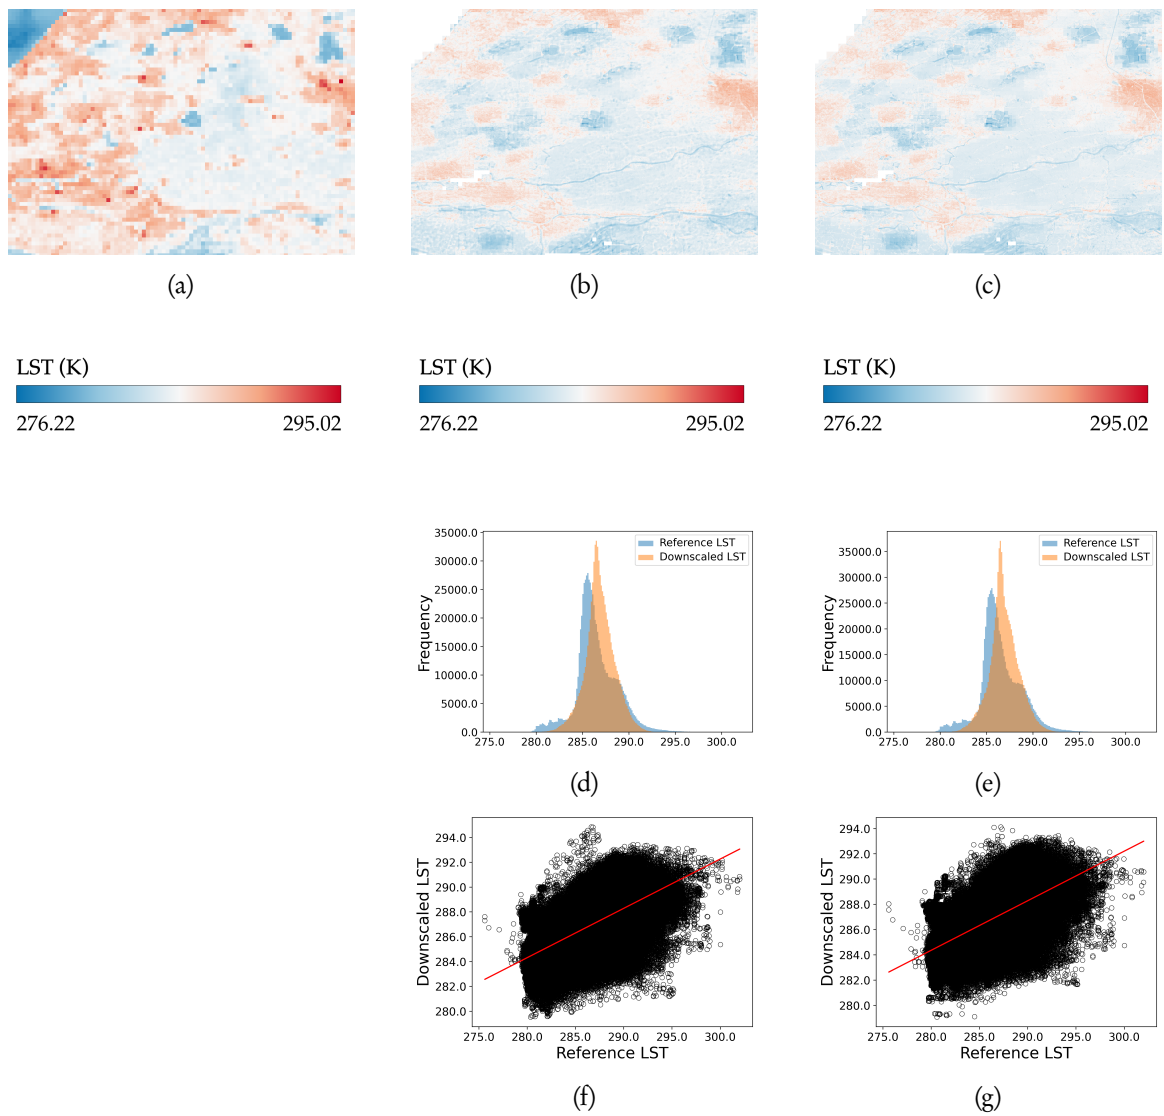 (a) (b) (c)
LST (K) LST (K) LST (K)
276.22 295.02 276.22 295.02 276.22 295.02
35000.0
30000.0
25000.0
20000.0
15000.0
10000.0
5000.0
0.0
Frequency
Reference LST
Downscaled LST
275.0 280.0 285.0 290.0 295.0 300.0
(d)
35000.0
30000.0
25000.0
20000.0
15000.0
10000.0
5000.0
0.0
Frequency
Reference LST
Downscaled LST
275.0 280.0 285.0 290.0 295.0 300.0
(e)
294.0
292.0
290.0
288.0
286.0
284.0
282.0
280.0
Downscaled LST
275.0 280.0 285.0 290.0 295.0 300.0
Reference LST
(f)
294.0
292.0
290.0
288.0
286.0
284.0
282.0
280.0
Downscaled LST
275.0 280.0 285.0 290.0 295.0 300.0
Reference LST
(g)